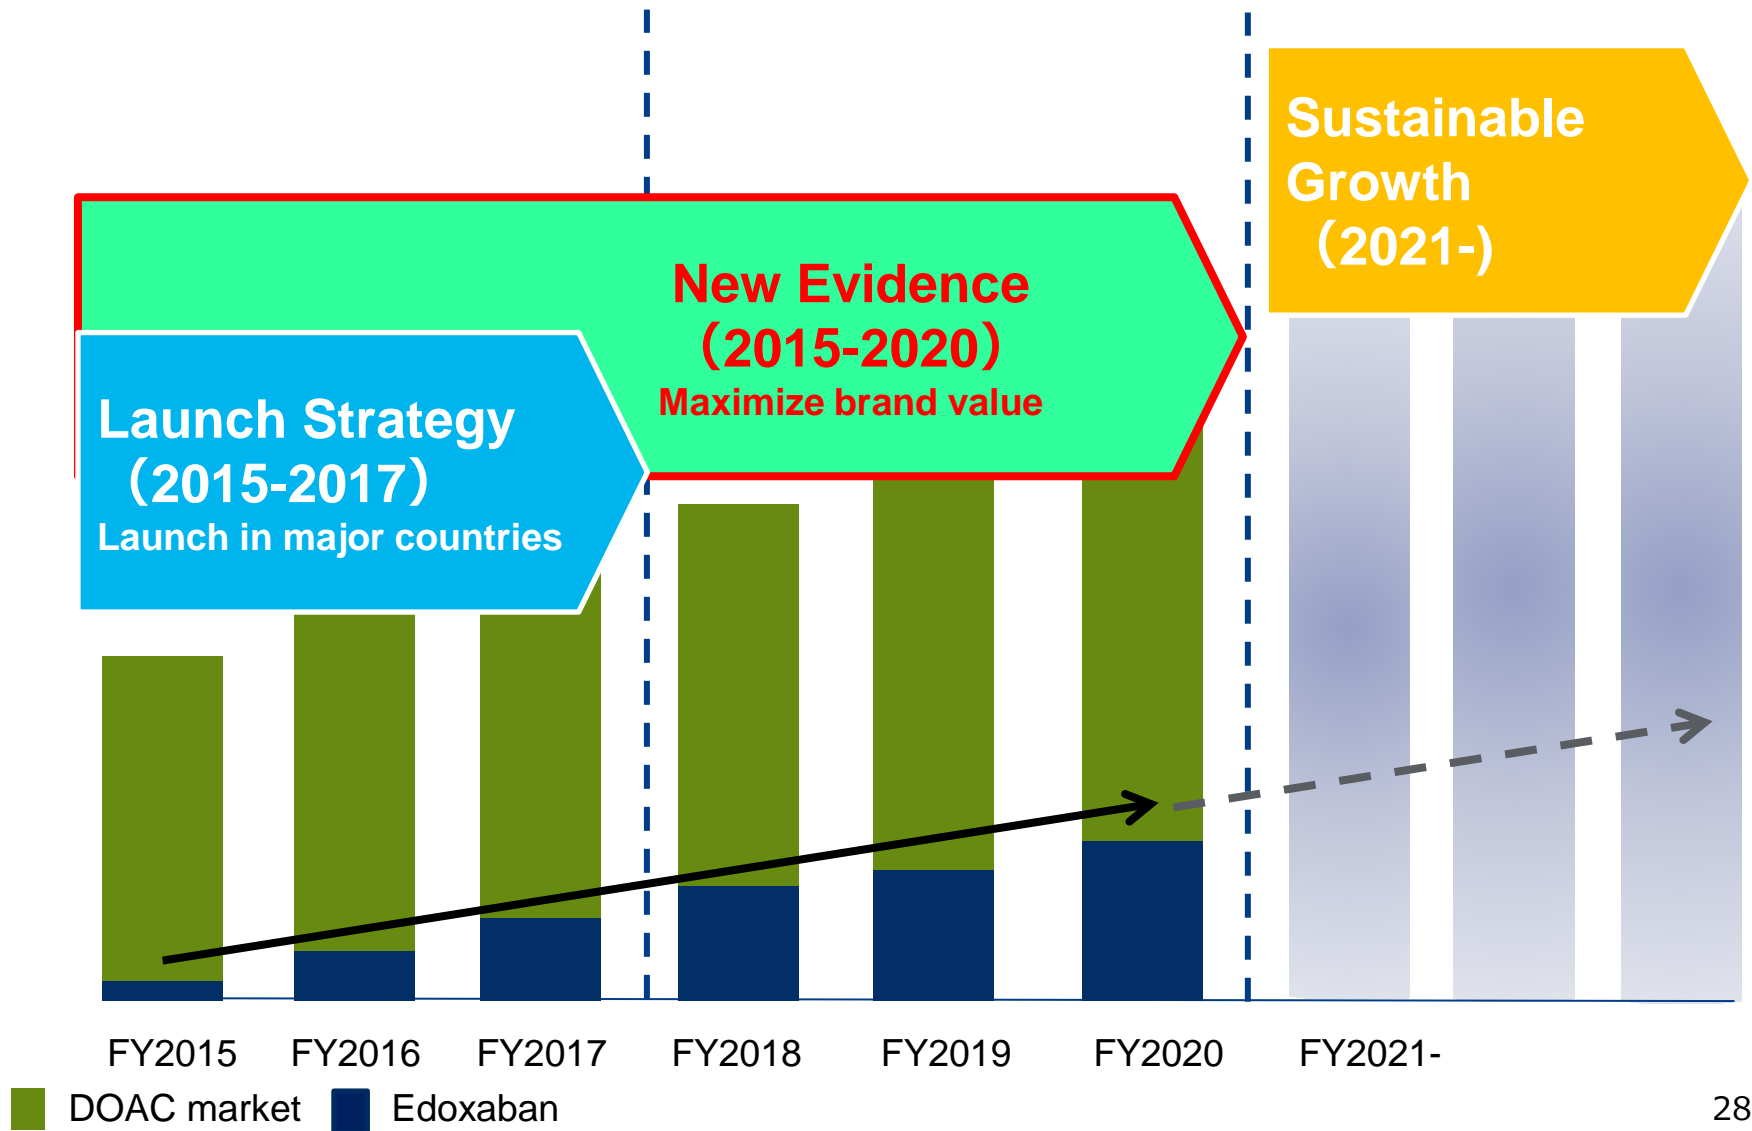 Sustainable
Growth
（2021-)
New Evidence
（2015-2020）
Maximize brand value
Launch Strategy
（2015-2017）
Launch in major countries
FY2015 FY2016 FY2017 FY2018 FY2019 FY2020 FY2021-
DOAC market Edoxaban
28